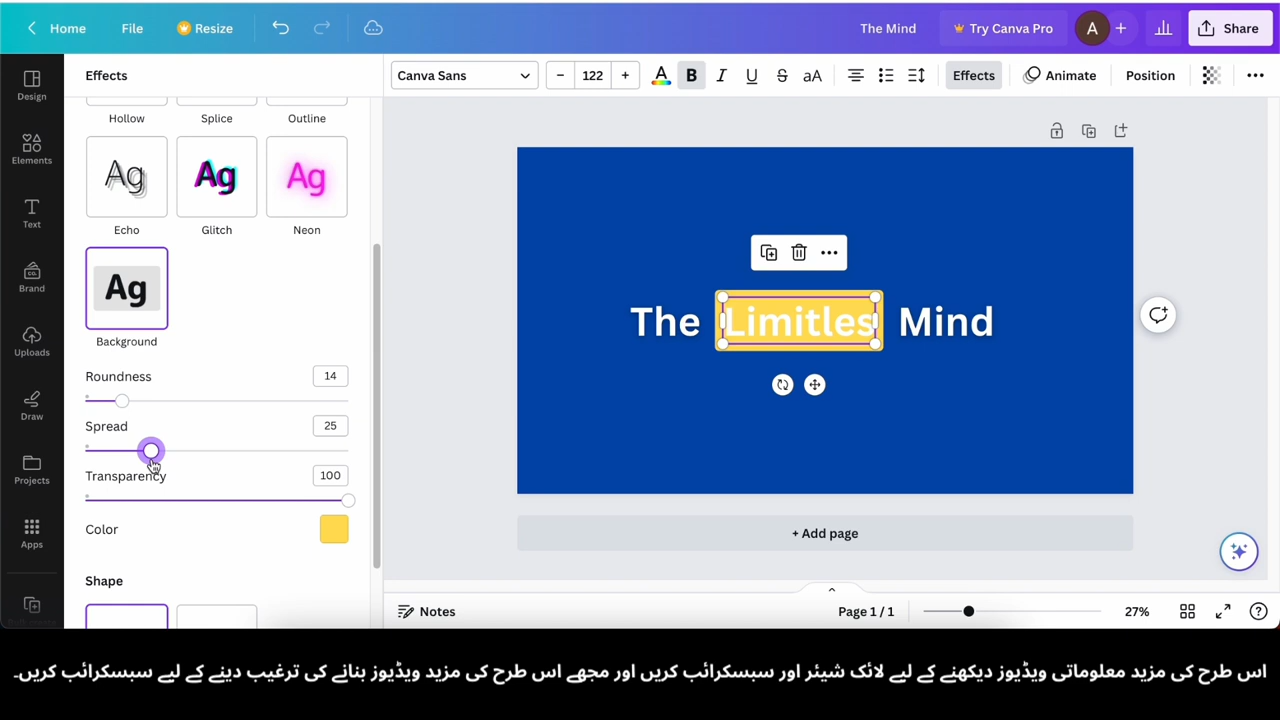 Home File Resize The Mind Try Canva Pro A Share
Effects Canva Sans 122 B I U S aA Effects Animate Position
Design
Elements
Text
Brand
Uploads
Draw
Projects
Apps
Hollow Splice Outline
Ag Ag Ag
Echo Glitch Neon
Ag
Background
Roundness 14
Spread 25
Transparency 100
Color
Shape
The Limitles Mind
+ Add page
Notes Page 1 / 1 27%
اس طرح کی مزید معلوماتی ویڈیوز دیکھنے کے لیے لائک شیئر اور سبسکرائب کریں اور مجھے اس طرح کی مزید ویڈیوز بنانے کی ترغیب دینے کے لیے سبسکرائب کریں۔